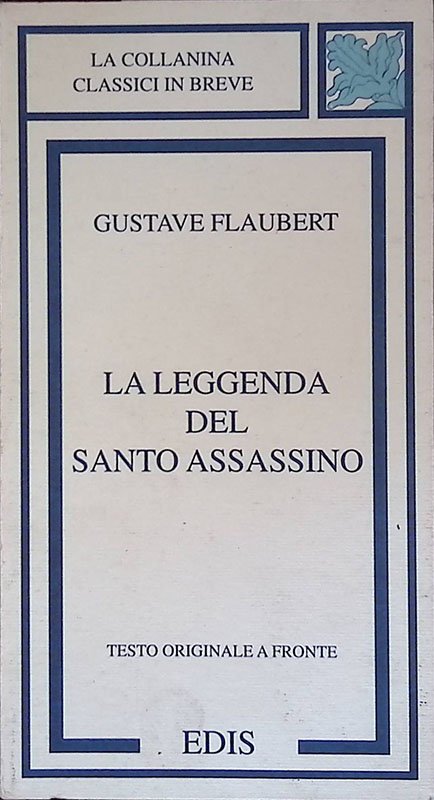 LA COLLANINA
CLASSICI IN BREVE
GUSTAVE FLAUBERT
LA LEGGENDA
DEL
SANTO ASSASSINO
TESTO ORIGINALE A FRONTE
EDIS